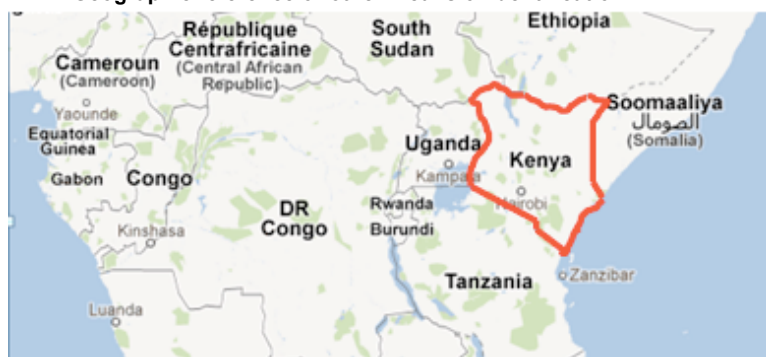 République
Centrafricaine
(Central African
Republic)
South
Sudan
Ethiopia
Cameroun
(Cameroon)
Yaounde
Equatorial
Guinea
Gabon
Congo
Kinshasa
DR
Congo
Uganda
Kampala
Rwanda
Burundi
Kenya
Nairobi
Soomaaliya
الصومال
(Somalia)
Tanzania
Zanzibar
Luanda